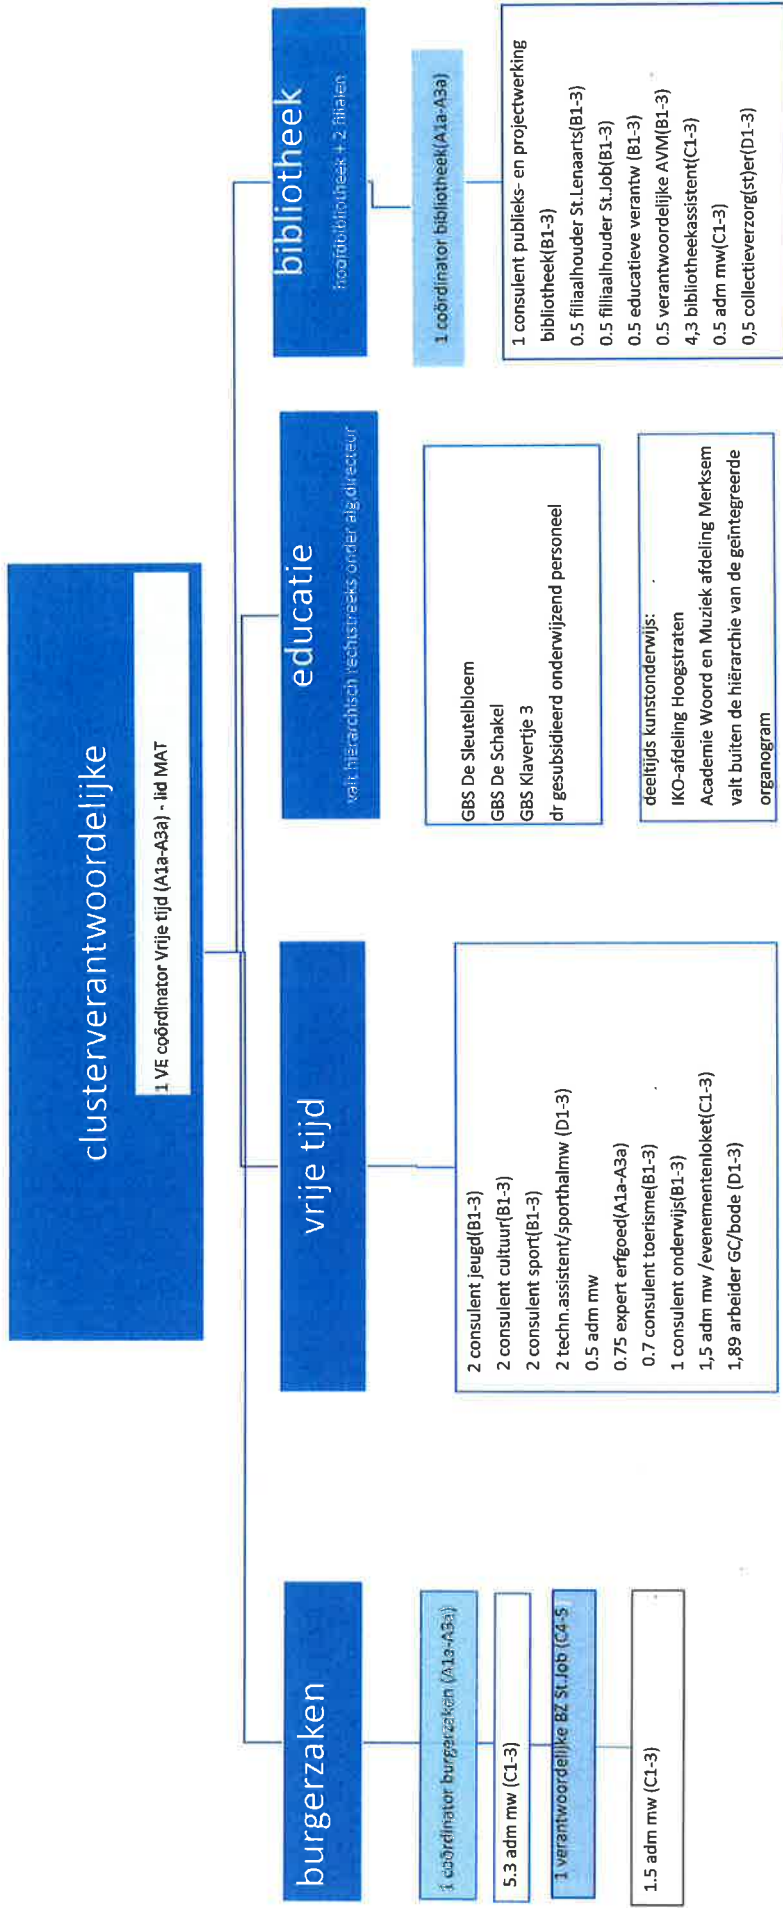 clusterverantwoordelijke
1 VE coördinator Vrije tijd (A1a-A3a) - lid MAT
burgerzaken
1 coördinator burgerzaken (A1a-A3a)
5.3 adm mw (C1-3)
1 verantwoordelijke BZ St.Job (C4-5)
1.5 adm mw (C1-3)
vrije tijd
2 consulent jeugd(B1-3)
2 consulent cultuur(B1-3)
2 consulent sport(B1-3)
2 techn.assistent/sporthalmw (D1-3)
0.5 adm mw
0.75 expert erfgoed(A1a-A3a)
0.7 consulent toerisme(B1-3)
1 consulent onderwijs(B1-3)
1,5 adm mw /evenementenloket(C1-3)
1,89 arbeider GC/bode (D1-3)
educatie
valt hiërarchisch rechtstreeks onder alg.directeur
GBS De Sleutelbloem
GBS De Schakel
GBS Klavertje 3
dr gesubsidieerd onderwijzend personeel
deeltijds kunstonderwijs:
IKO-afdeling Hoogstraten
Academie Woord en Muziek afdeling Merksem
valt buiten de hiërarchie van de geïntegreerde
organogram
bibliotheek
hoofdbibliotheek + 2 filialen
1 coördinator bibliotheek(A1a-A3a)
1 consulent publieks- en projectwerking
bibliotheek(B1-3)
0.5 filiaalhouder St.Lenaarts(B1-3)
0.5 filiaalhouder St.Job(B1-3)
0.5 educatieve verantw (B1-3)
0.5 verantwoordelijke AVM(B1-3)
4,3 bibliotheekassistent(C1-3)
0.5 adm mw(C1-3)
0,5 collectieverzorg(st)er(D1-3)